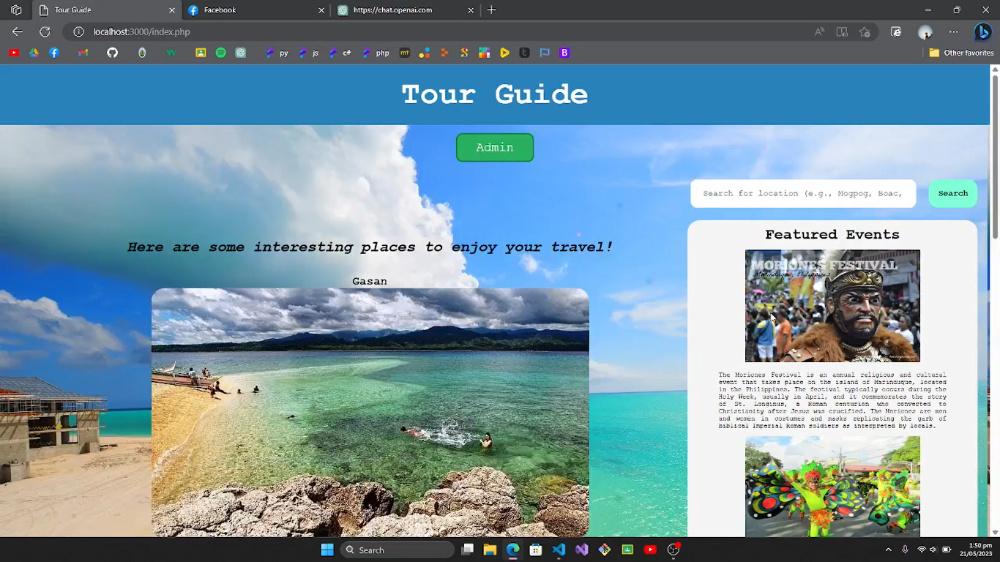 Tour Guide
Facebook
https://chat.openai.com
localhost:3000/index.php
py
js
c#
php
mt
Other favorites
Tour Guide
Admin
Search for location (e.g., Mogpog, Boac,
Search
Here are some interesting places to enjoy your travel!
Gasan
Featured Events
MORIONES FESTIVAL
Marinduque, Philippines
The Moriones Festival is an annual religious and cultural
event that takes place on the island of Marinduque, located
in the Philippines. The festival typically occurs during the
Holy Week, usually in April, and it commemorates the story
of St. Longinus, a Roman centurion who converted to
Christianity after Jesus was crucified. The Moriones are men
and women in costumes and masks replicating the garb of
biblical Imperial Roman soldiers as interpreted by locals.
Search
1:50 pm
21/05/2023